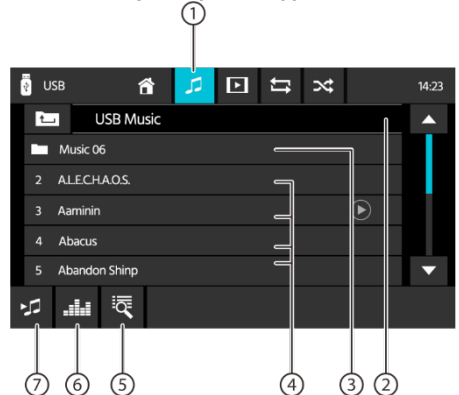 1
USB 14:23
USB Music
Music 06
2 A.L.E.C.H.A.O.S.
3 Aaminin
4 Abacus
5 Abandon Shinp
7 6 5 4 3 2